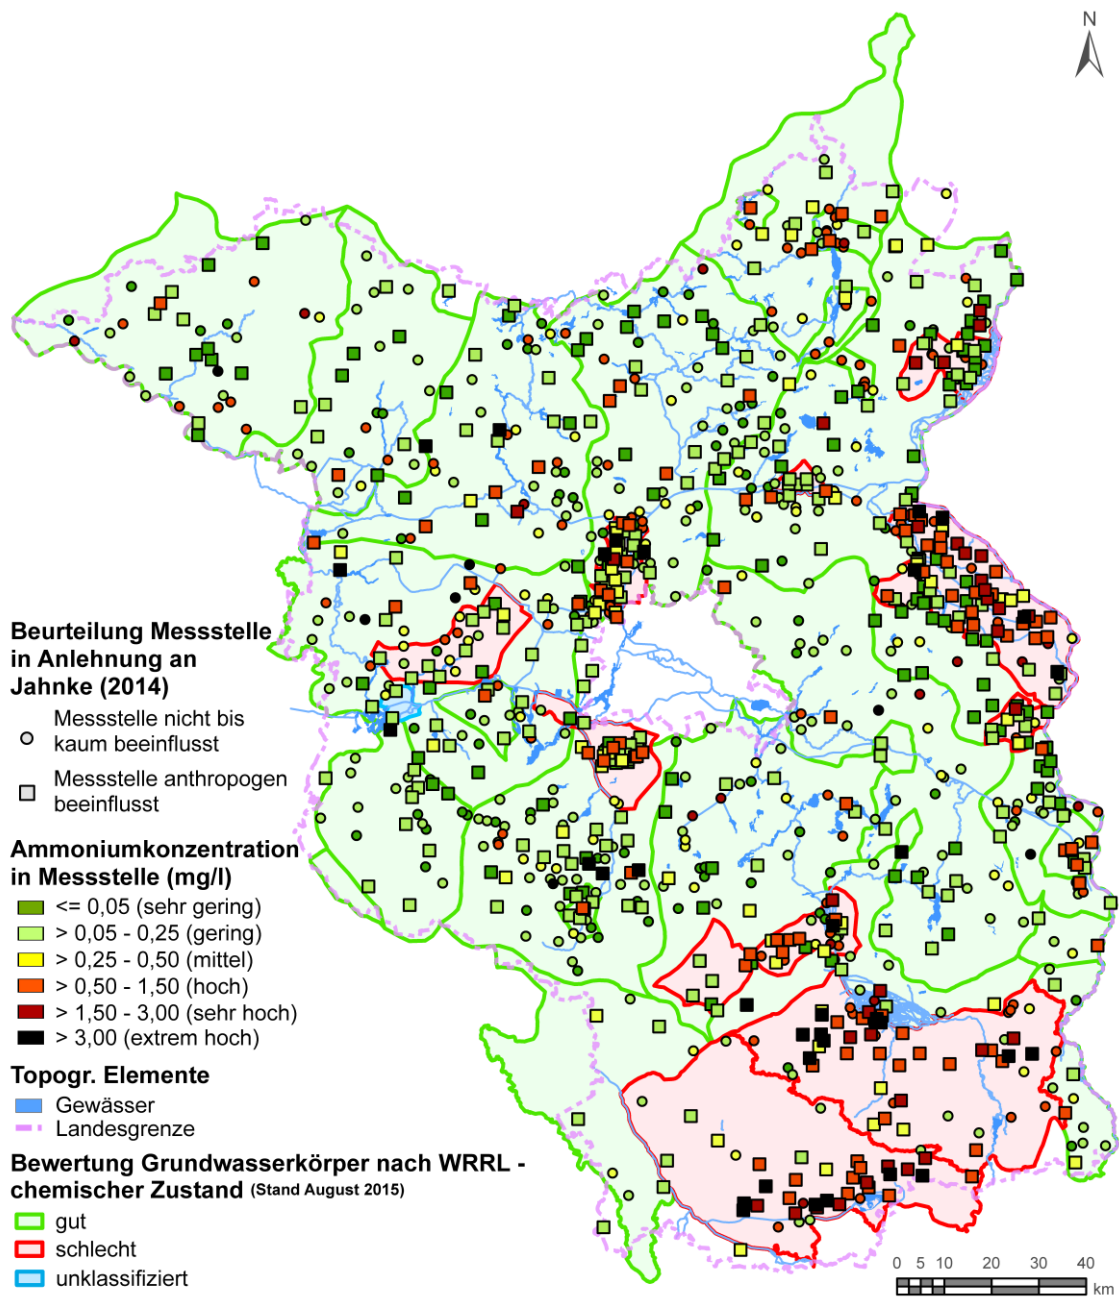 N
Beurteilung Messstelle
in Anlehnung an
Jahnke (2014)
Messstelle nicht bis
kaum beeinflusst
Messstelle anthropogen
beeinflusst
Ammoniumkonzentration
in Messstelle (mg/l)
<= 0,05 (sehr gering)
> 0,05 - 0,25 (gering)
> 0,25 - 0,50 (mittel)
> 0,50 - 1,50 (hoch)
> 1,50 - 3,00 (sehr hoch)
> 3,00 (extrem hoch)
Topogr. Elemente
Gewässer
Landesgrenze
Bewertung Grundwasserkörper nach WRRL -
chemischer Zustand (Stand August 2015)
gut
schlecht
unklassifiziert
0 5 10 20 30 40
km